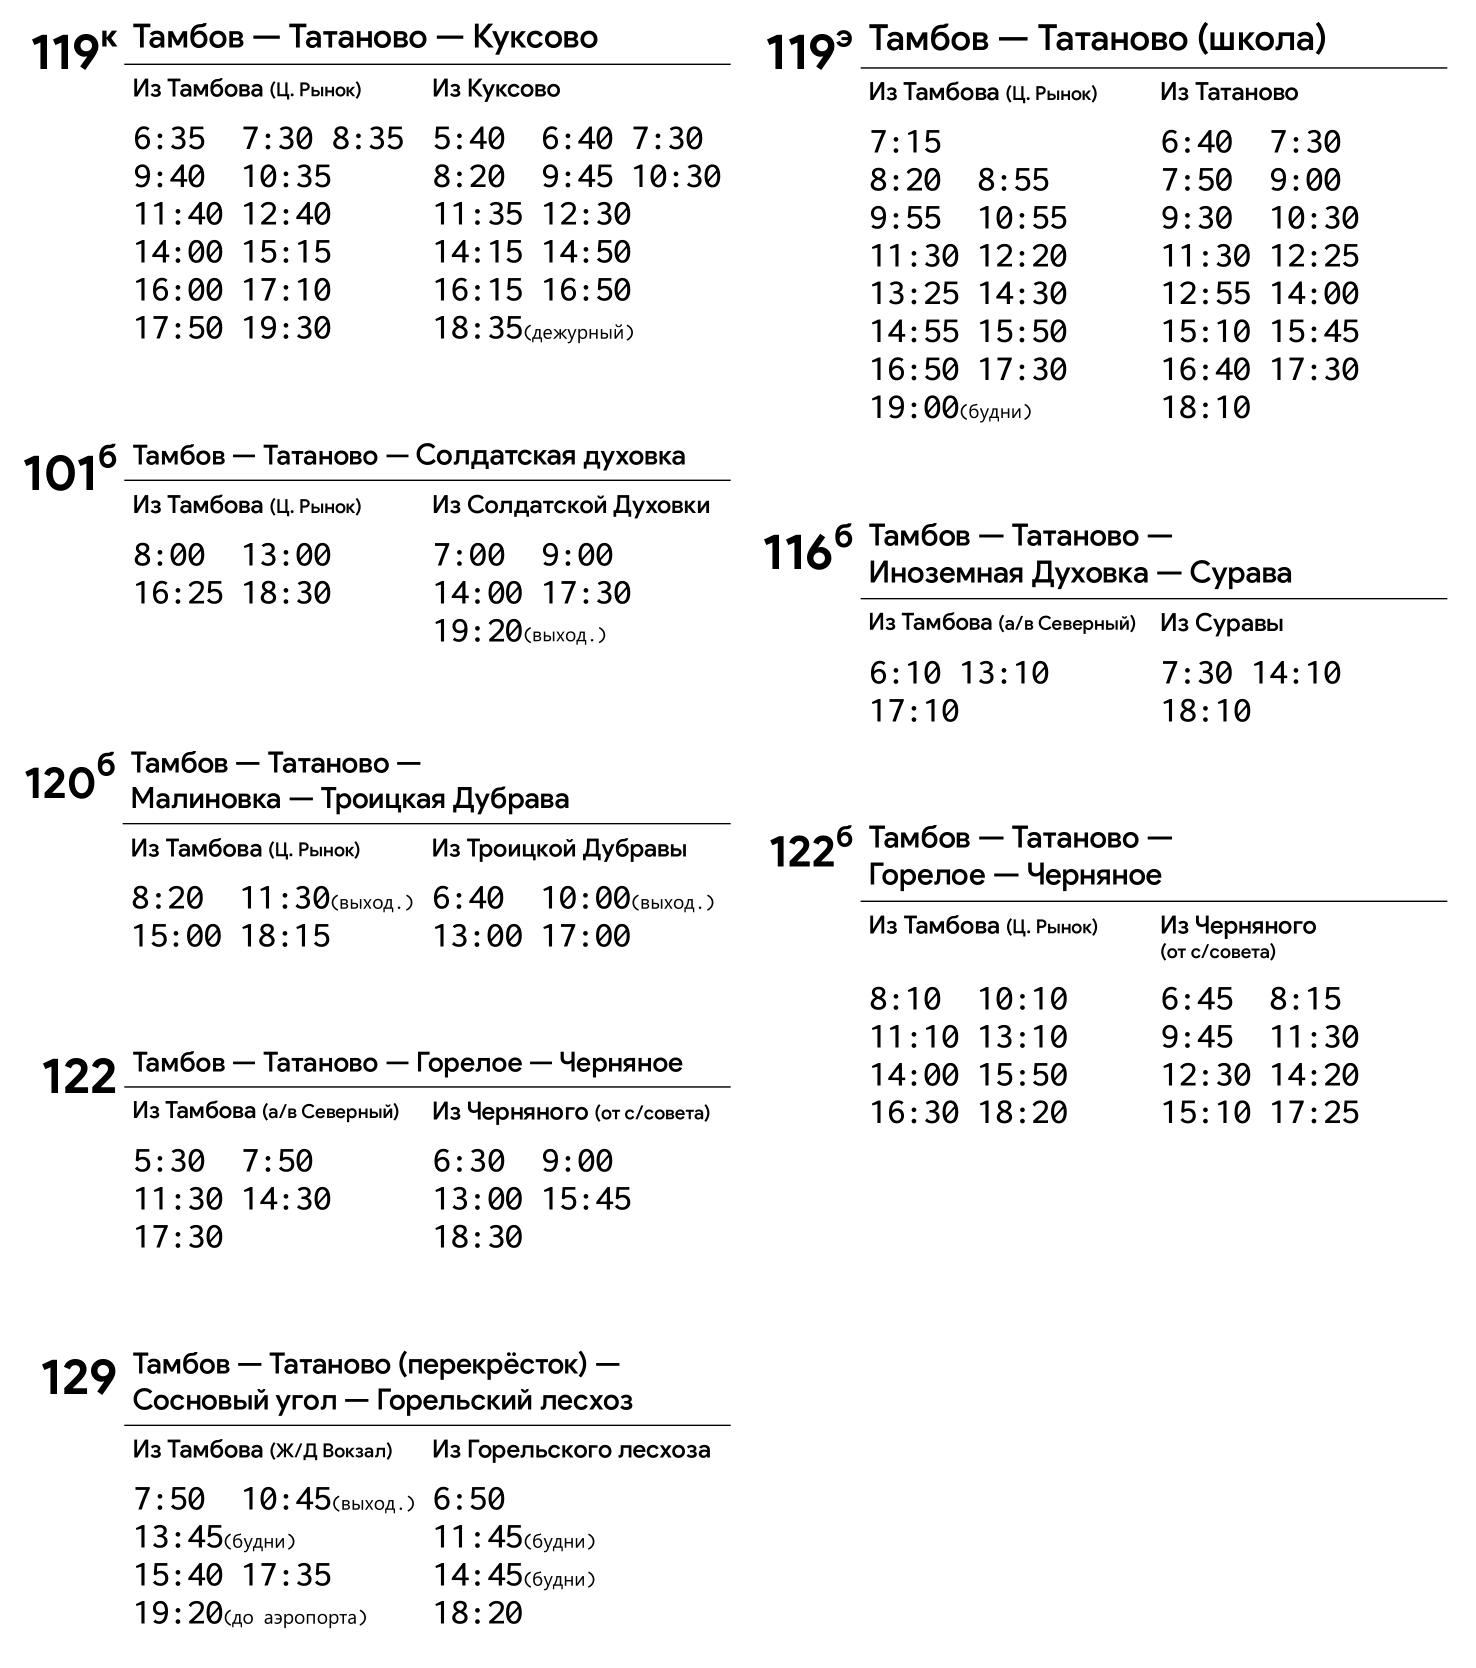 119к Тамбов — Татаново — Куксово
Из Тамбова (Ц. Рынок) Из Куксово
6:35 7:30 8:35 5:40 6:40 7:30
9:40 10:35 8:20 9:45 10:30
11:40 12:40 11:35 12:30
14:00 15:15 14:15 14:50
16:00 17:10 16:15 16:50
17:50 19:30 18:35(дежурный)
101б Тамбов — Татаново — Солдатская духовка
Из Тамбова (Ц. Рынок) Из Солдатской Духовки
8:00 13:00 7:00 9:00
16:25 18:30 14:00 17:30
19:20(выход.)
120б Тамбов — Татаново —
Малиновка — Троицкая Дубрава
Из Тамбова (Ц. Рынок) Из Троицкой Дубравы
8:20 11:30(выход.) 6:40 10:00(выход.)
15:00 18:15 13:00 17:00
122 Тамбов — Татаново — Горелое — Черняное
Из Тамбова (а/в Северный) Из Черняного (от с/совета)
5:30 7:50 6:30 9:00
11:30 14:30 13:00 15:45
17:30 18:30
129 Тамбов — Татаново (перекрёсток) —
Сосновый угол — Горельский лесхоз
Из Тамбова (Ж/Д Вокзал) Из Горельского лесхоза
7:50 10:45(выход.) 6:50
13:45(будни) 11:45(будни)
15:40 17:35 14:45(будни)
19:20(до аэропорта) 18:20
119э Тамбов — Татаново (школа)
Из Тамбова (Ц. Рынок) Из Татаново
7:15 6:40 7:30
8:20 8:55 7:50 9:00
9:55 10:55 9:30 10:30
11:30 12:20 11:30 12:25
13:25 14:30 12:55 14:00
14:55 15:50 15:10 15:45
16:50 17:30 16:40 17:30
19:00(будни) 18:10
116б Тамбов — Татаново —
Иноземная Духовка — Сурава
Из Тамбова (а/в Северный) Из Суравы
6:10 13:10 7:30 14:10
17:10 18:10
122б Тамбов — Татаново —
Горелое — Черняное
Из Тамбова (Ц. Рынок) Из Черняного
(от с/совета)
8:10 10:10 6:45 8:15
11:10 13:10 9:45 11:30
14:00 15:50 12:30 14:20
16:30 18:20 15:10 17:25